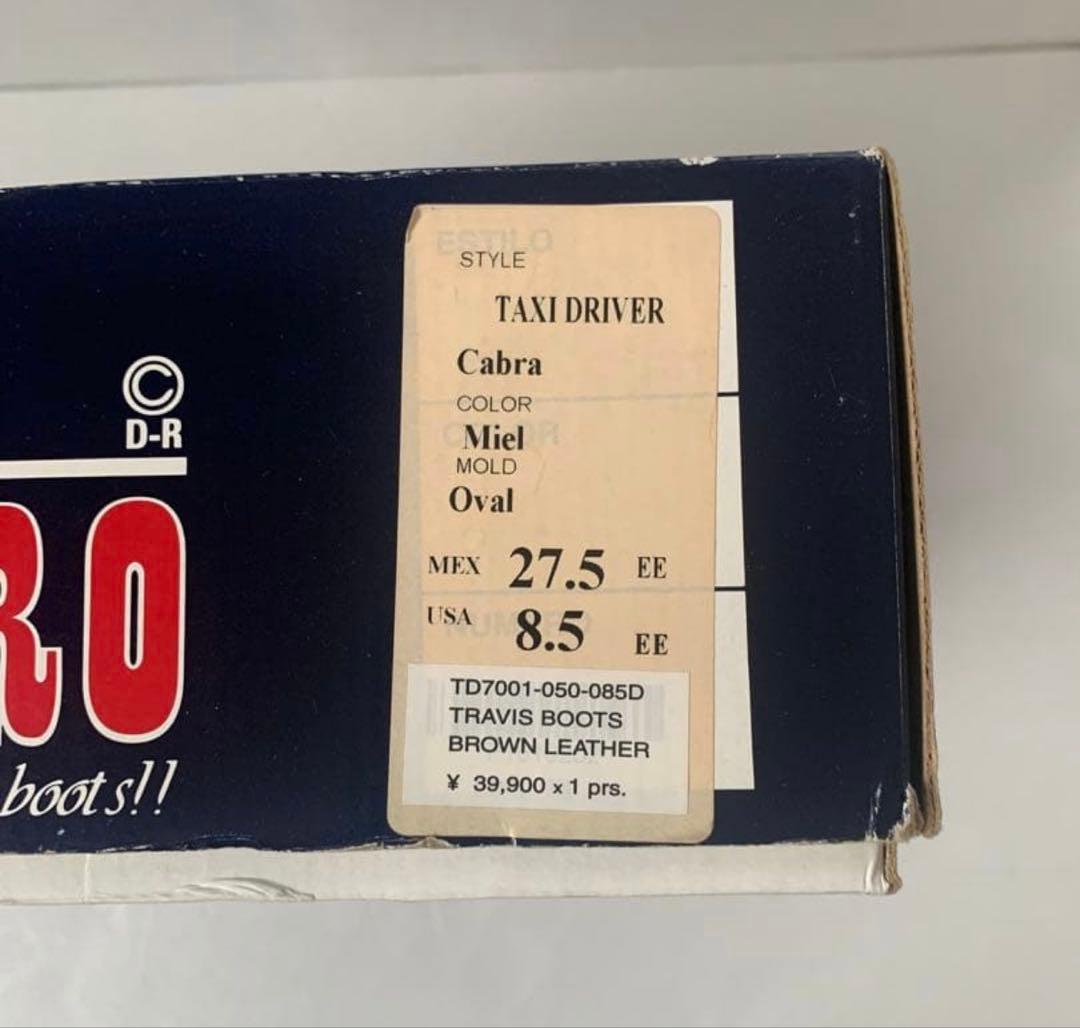 © D-R
RO
boots!!
ESTILO
STYLE
TAXI DRIVER
Cabra
COLOR
Miel
MOLD
Oval
MEX 27.5 EE
USA 8.5 EE
TD7001-050-085D
TRAVIS BOOTS
BROWN LEATHER
¥ 39,900 x 1 prs.